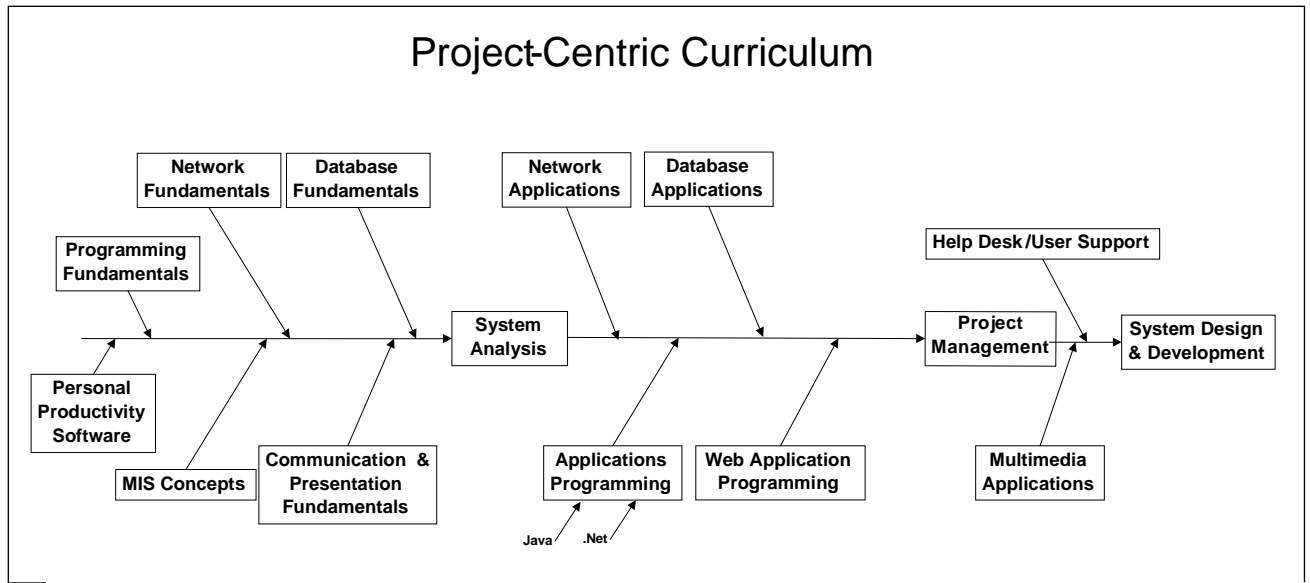 Project-Centric Curriculum
Network
Fundamentals
Database
Fundamentals
Network
Applications
Database
Applications
Programming
Fundamentals
Help Desk/User Support
System
Analysis
Project
Management
System Design
& Development
Personal
Productivity
Software
MIS Concepts
Communication &
Presentation
Fundamentals
Applications
Programming
Web Application
Programming
Multimedia
Applications
Java
.Net